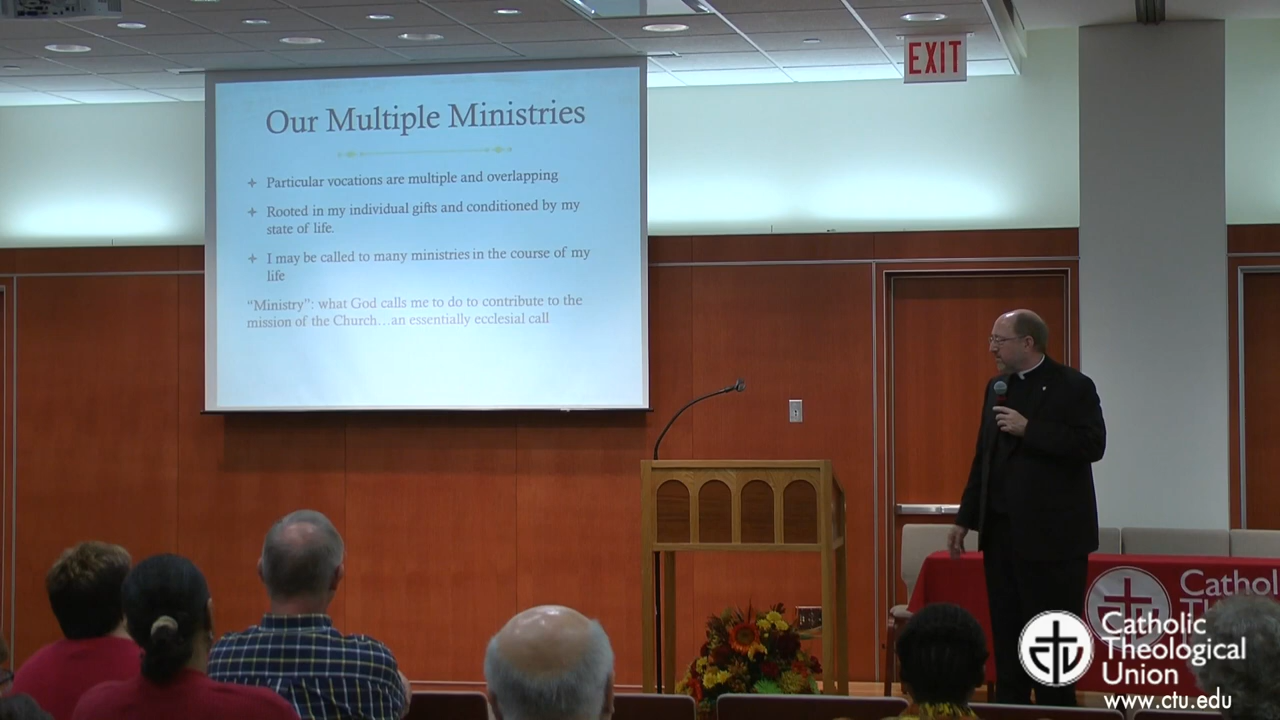 EXIT
Our Multiple Ministries
Particular vocations are multiple and overlapping
Rooted in my individual gifts and conditioned by my
state of life.
I may be called to many ministries in the course of my
life
“Ministry”: what God calls me to do to contribute to the
mission of the Church…an essentially ecclesial call
Cathol
Th
Catholic
Theological
Union
www.ctu.edu